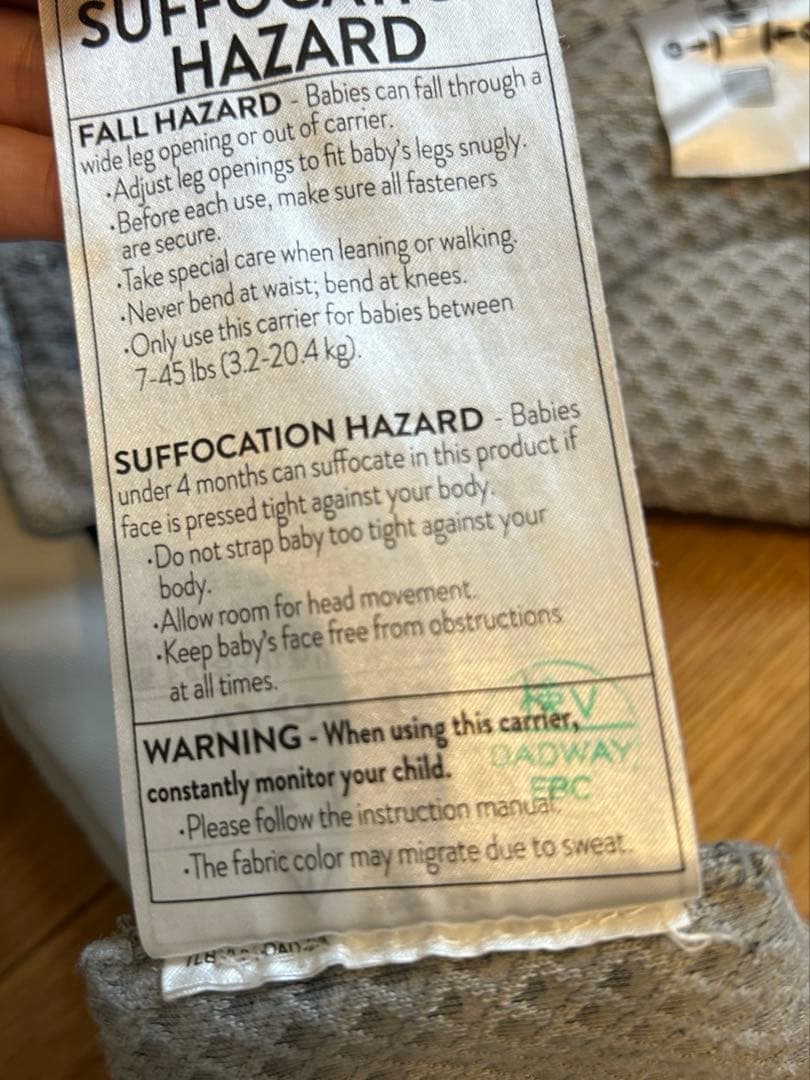 SUFFOCATION
HAZARD
FALL HAZARD - Babies can fall through a
wide leg opening or out of carrier.
·Adjust leg openings to fit baby's legs snugly.
·Before each use, make sure all fasteners
are secure.
·Take special care when leaning or walking.
·Never bend at waist; bend at knees.
·Only use this carrier for babies between
7-45 lbs (3.2-20.4 kg).
SUFFOCATION HAZARD - Babies
under 4 months can suffocate in this product if
face is pressed tight against your body.
·Do not strap baby too tight against your
body.
·Allow room for head movement.
·Keep baby's face free from obstructions
at all times.
WARNING - When using this carrier,
constantly monitor your child.
·Please follow the instruction manual.
·The fabric color may migrate due to sweat.
DADWAY
EBC